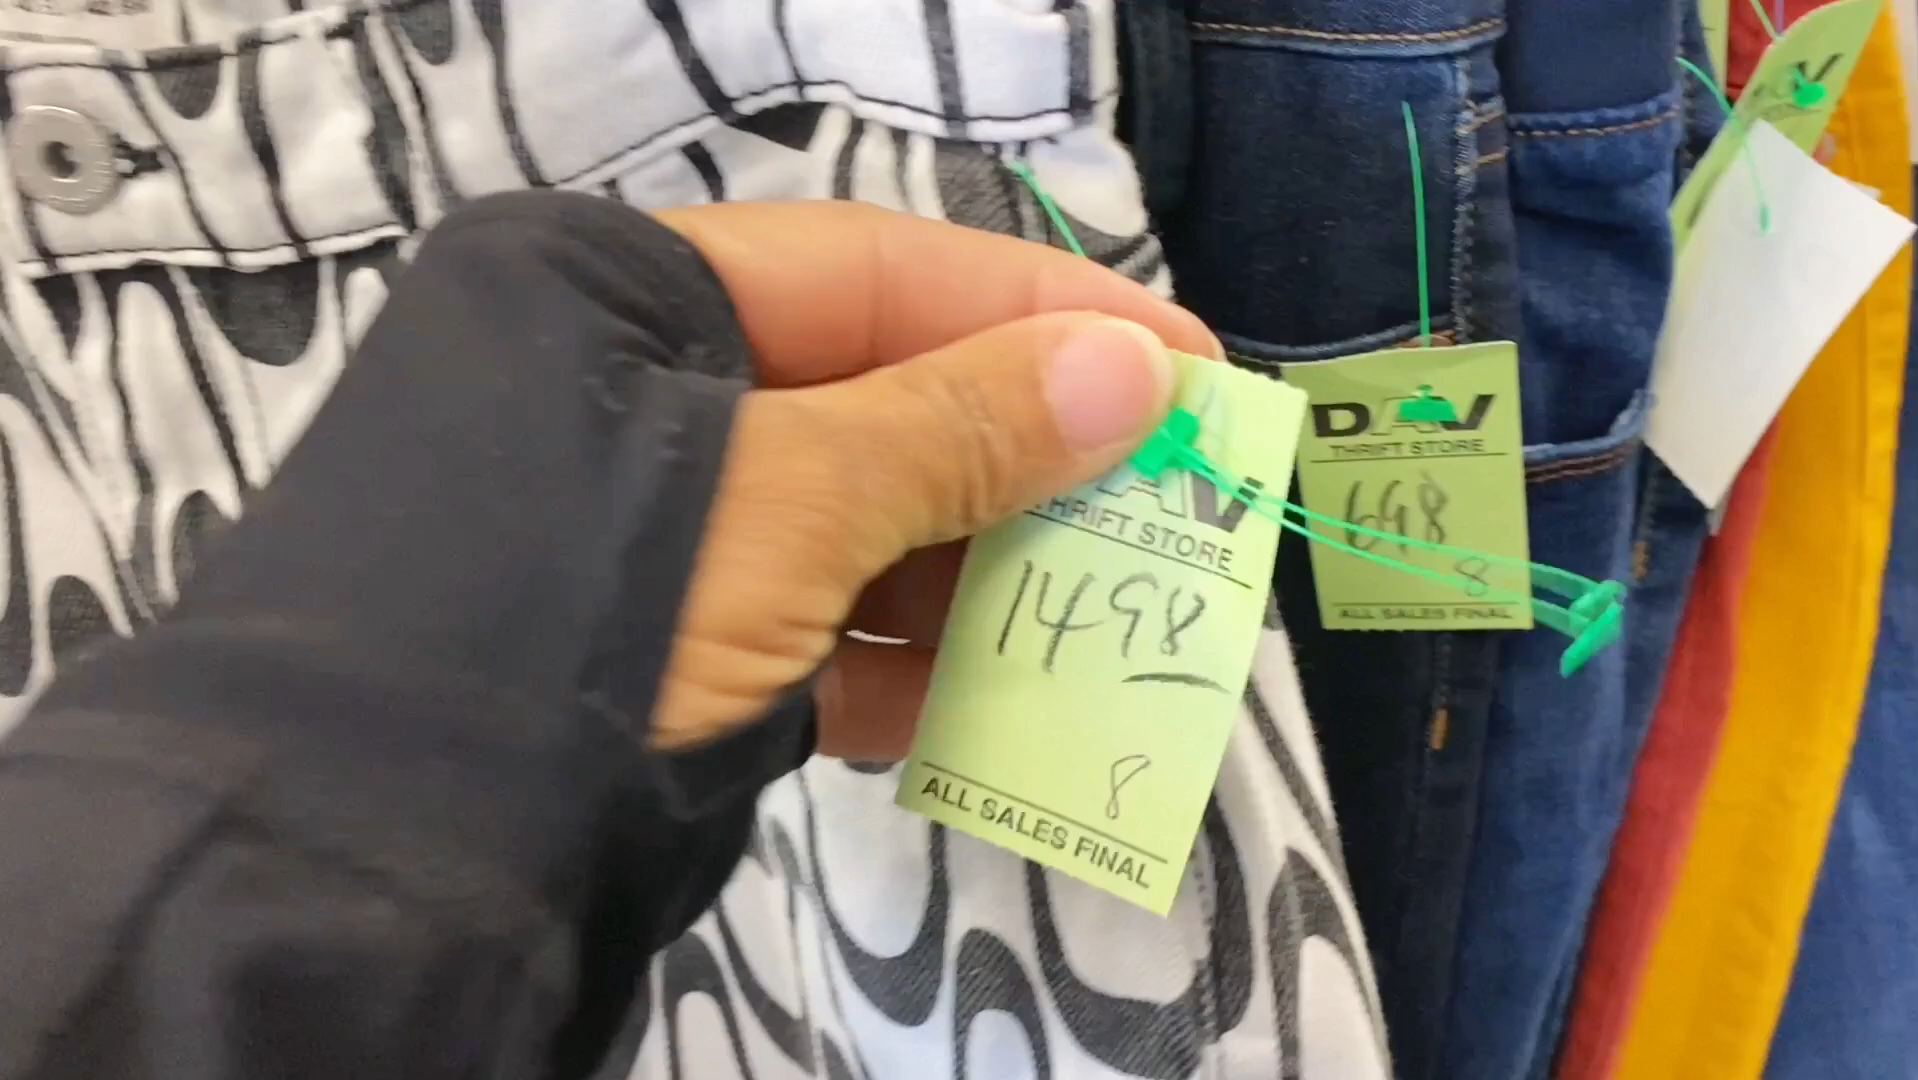 DAV
THRIFT STORE
1498
8
ALL SALES FINAL
DAV
THRIFT STORE
698
8
ALL SALES FINAL